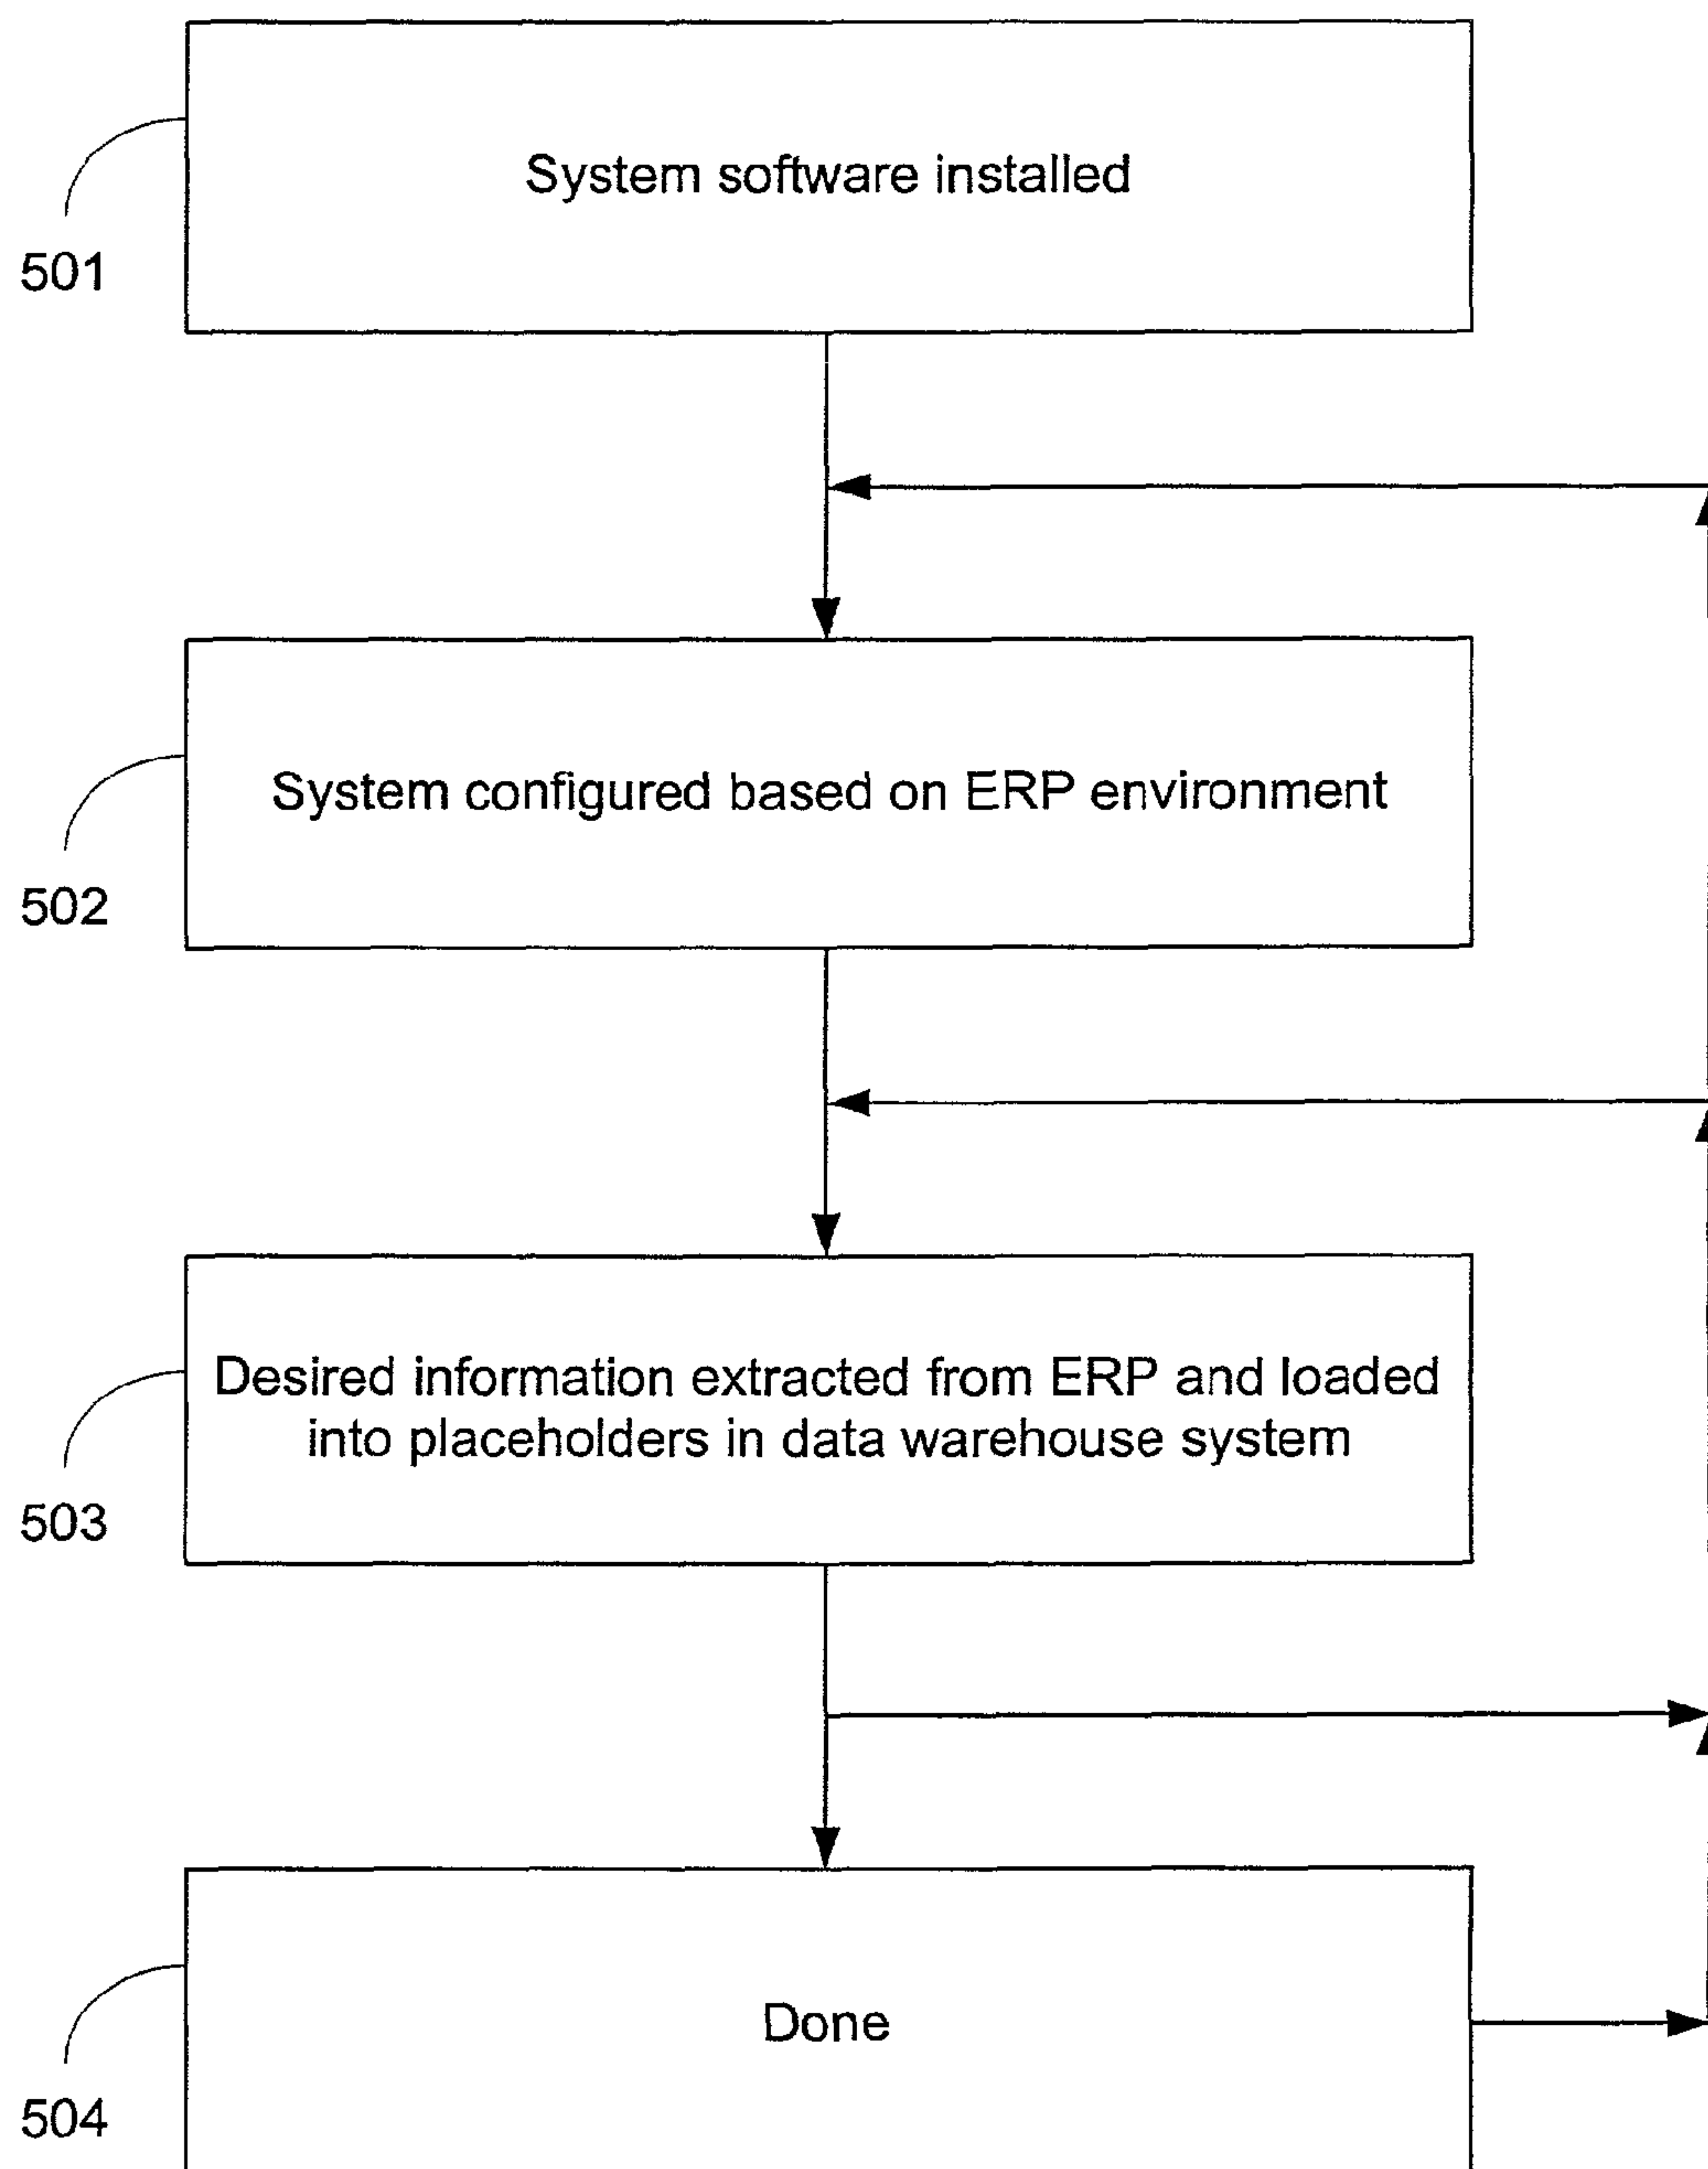 System software installed
501
System configured based on ERP environment
502
Desired information extracted from ERP and loaded
into placeholders in data warehouse system
503
Done
504